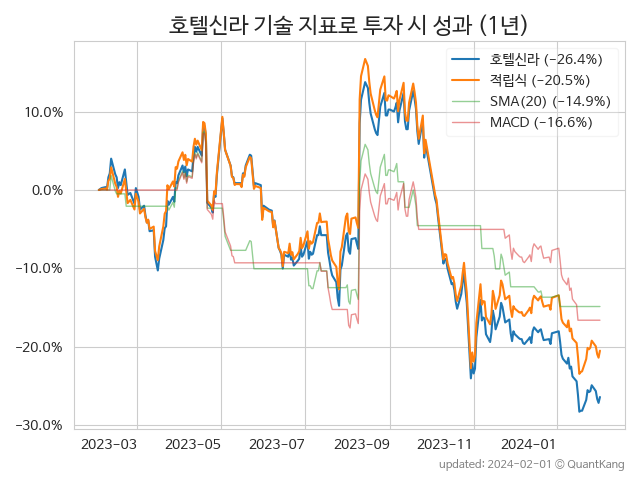 호텔신라 기술 지표로 투자 시 성과 (1년)
호텔신라 (−26.4%)
적립식 (−20.5%)
SMA(20) (−14.9%)
MACD (−16.6%)
10.0%
0.0%
−10.0%
−20.0%
−30.0%
2023−03 2023−05 2023−07 2023−09 2023−11 2024−01
updated: 2024−02−01 © QuantKang